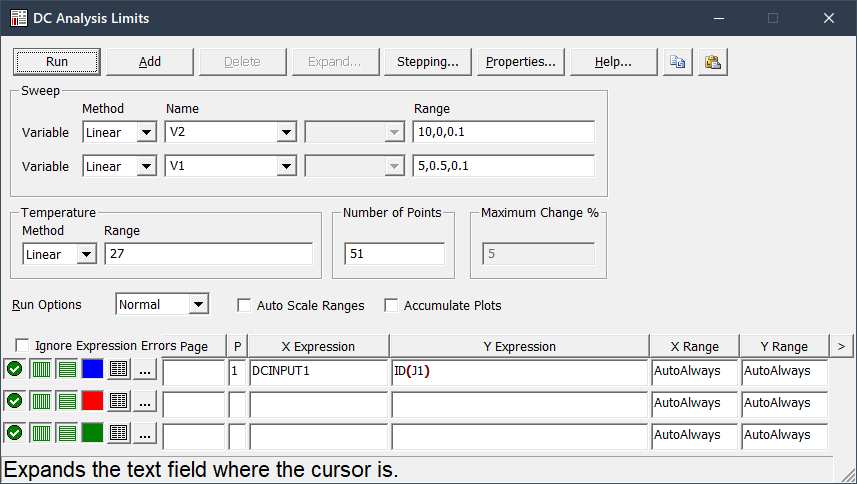 DC Analysis Limits
Run Add Delete Expand... Stepping... Properties... Help...
Sweep
Method Name Range
Variable Linear V2 10,0,0.1
Variable Linear V1 5,0.5,0.1
Temperature Number of Points Maximum Change %
Method Range
Linear 27 51 5
Run Options Normal Auto Scale Ranges Accumulate Plots
Ignore Expression Errors Page P X Expression Y Expression X Range Y Range >
... 1 DCINPUT1 ID(J1) AutoAlways AutoAlways
... AutoAlways AutoAlways
... AutoAlways AutoAlways
Expands the text field where the cursor is.